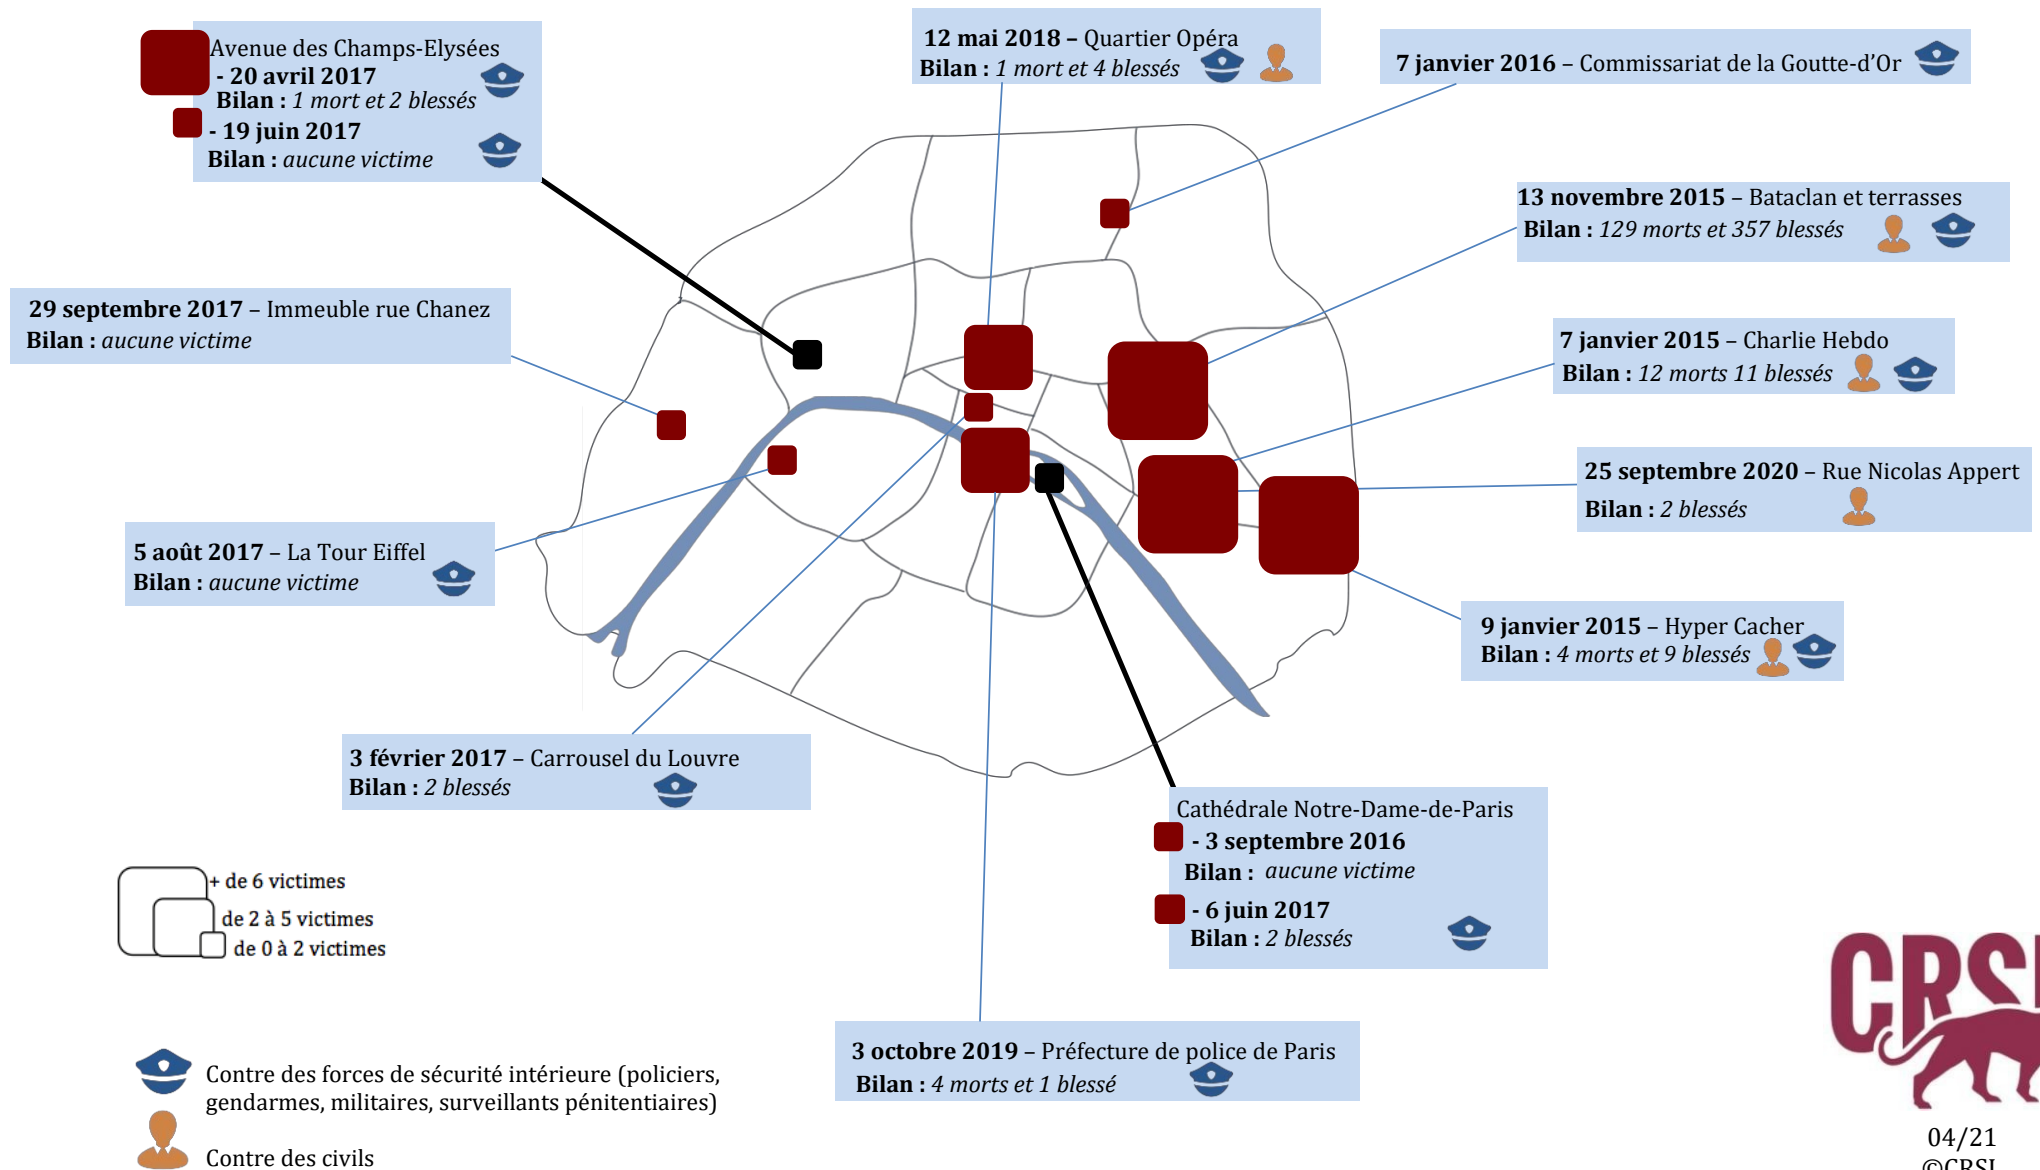 Avenue des Champs-Elysées
- 20 avril 2017
Bilan : 1 mort et 2 blessés
- 19 juin 2017
Bilan : aucune victime
12 mai 2018 – Quartier Opéra
Bilan : 1 mort et 4 blessés
7 janvier 2016 – Commissariat de la Goutte-d'Or
13 novembre 2015 – Bataclan et terrasses
Bilan : 129 morts et 357 blessés
29 septembre 2017 – Immeuble rue Chanez
Bilan : aucune victime
7 janvier 2015 – Charlie Hebdo
Bilan : 12 morts 11 blessés
25 septembre 2020 – Rue Nicolas Appert
Bilan : 2 blessés
5 août 2017 – La Tour Eiffel
Bilan : aucune victime
9 janvier 2015 – Hyper Cacher
Bilan : 4 morts et 9 blessés
3 février 2017 – Carrousel du Louvre
Bilan : 2 blessés
Cathédrale Notre-Dame-de-Paris
- 3 septembre 2016
Bilan : aucune victime
- 6 juin 2017
Bilan : 2 blessés
+ de 6 victimes
de 2 à 5 victimes
de 0 à 2 victimes
3 octobre 2019 – Préfecture de police de Paris
Bilan : 4 morts et 1 blessé
Contre des forces de sécurité intérieure (policiers,
gendarmes, militaires, surveillants pénitentiaires)
Contre des civils
CRSI
04/21
©CRSI